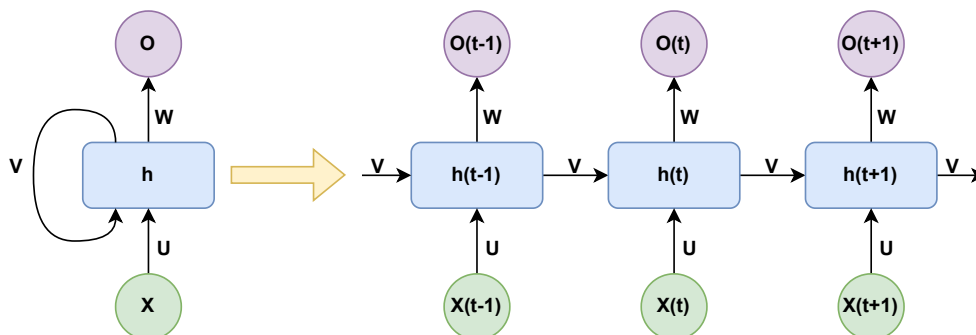 O O(t-1) O(t) O(t+1)
W W W W
V h V h(t-1) V h(t) V h(t+1) V
U U U U
X X(t-1) X(t) X(t+1)